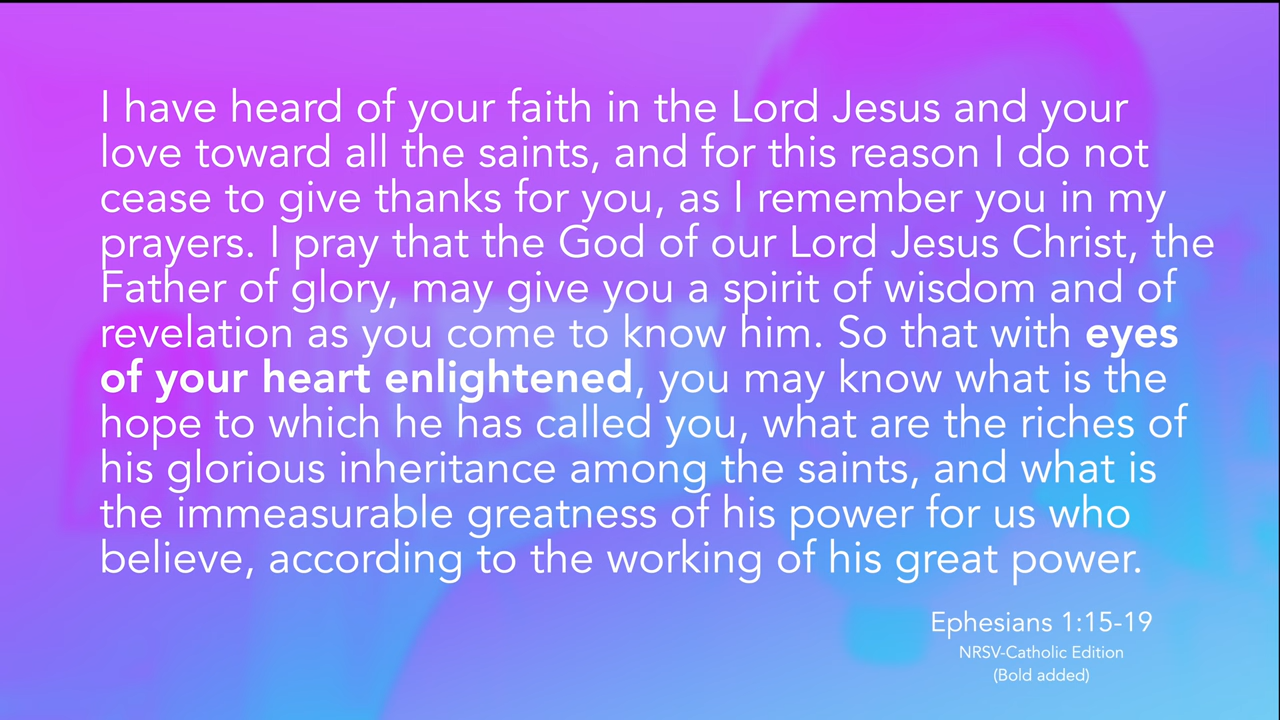 I have heard of your faith in the Lord Jesus and your
love toward all the saints, and for this reason I do not
cease to give thanks for you, as I remember you in my
prayers. I pray that the God of our Lord Jesus Christ, the
Father of glory, may give you a spirit of wisdom and of
revelation as you come to know him. So that with eyes
of your heart enlightened, you may know what is the
hope to which he has called you, what are the riches of
his glorious inheritance among the saints, and what is
the immeasurable greatness of his power for us who
believe, according to the working of his great power.
Ephesians 1:15-19
NRSV-Catholic Edition
(Bold added)